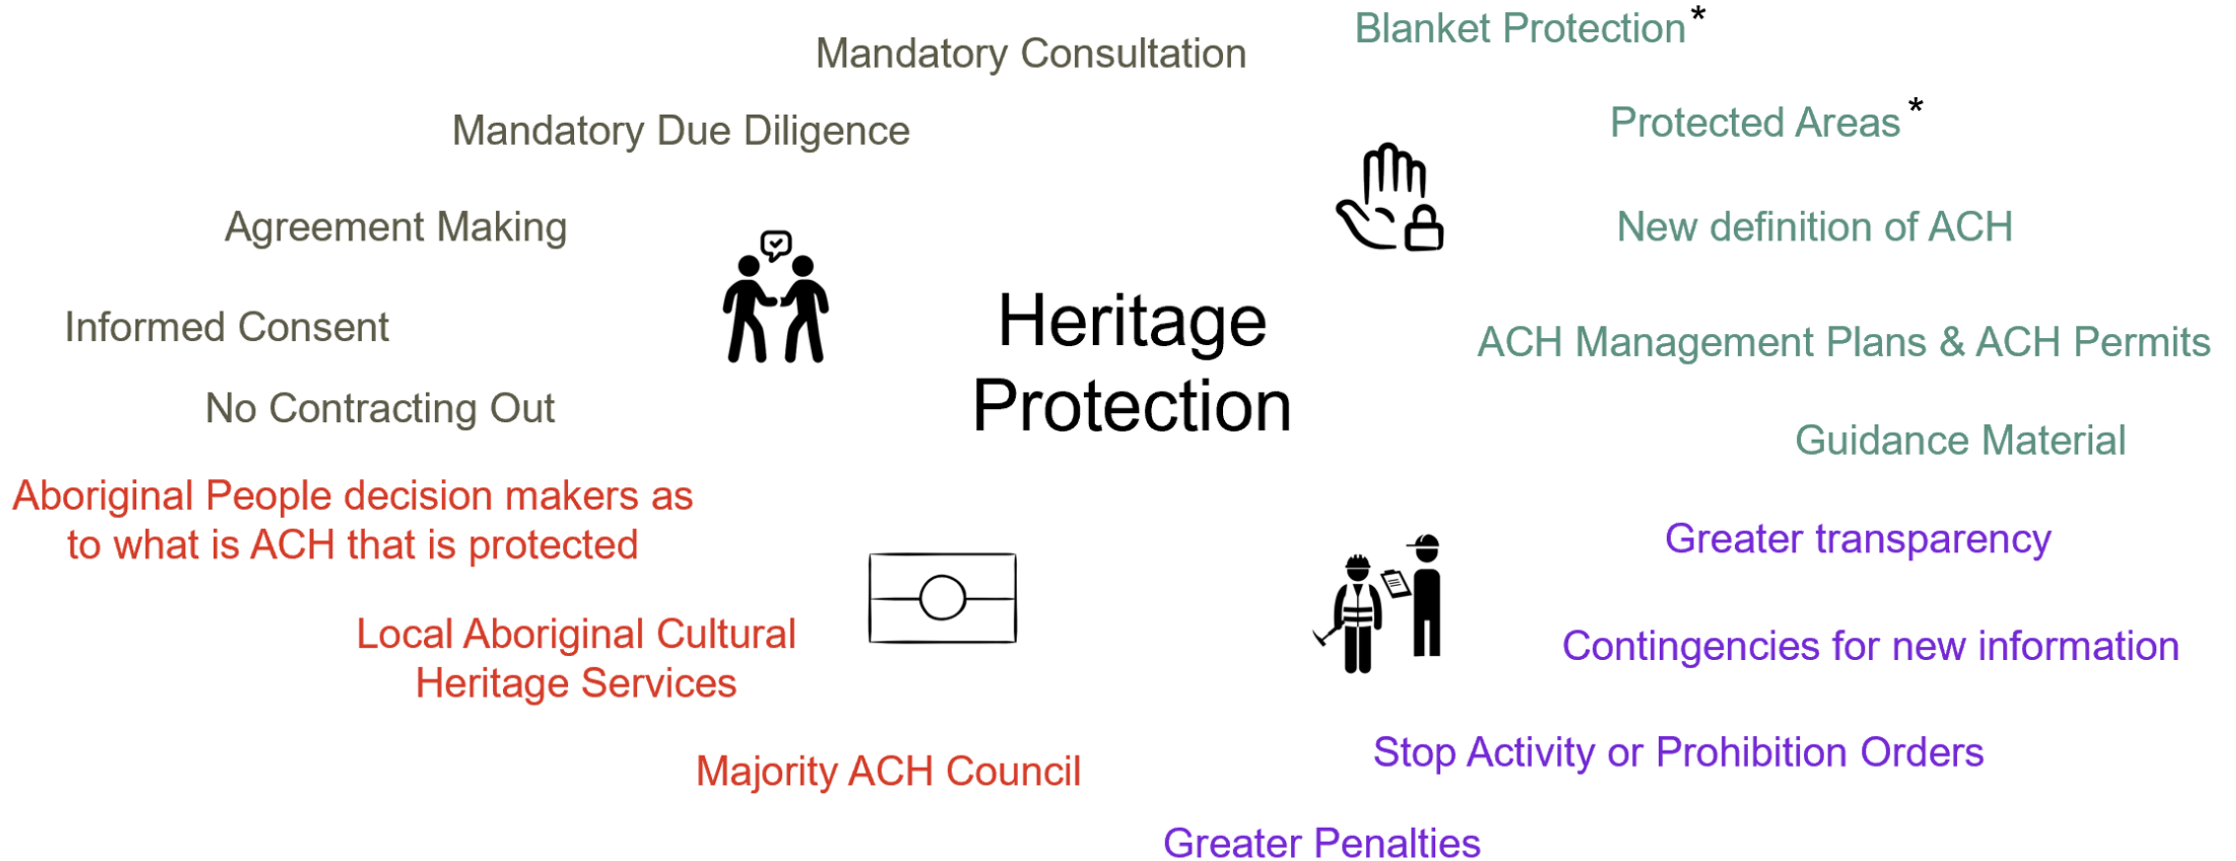 Mandatory Consultation
Mandatory Due Diligence
Agreement Making
Informed Consent
No Contracting Out
Aboriginal People decision makers as
to what is ACH that is protected
Local Aboriginal Cultural
Heritage Services
Majority ACH Council
Heritage
Protection
Blanket Protection*
Protected Areas*
New definition of ACH
ACH Management Plans & ACH Permits
Guidance Material
Greater transparency
Contingencies for new information
Stop Activity or Prohibition Orders
Greater Penalties